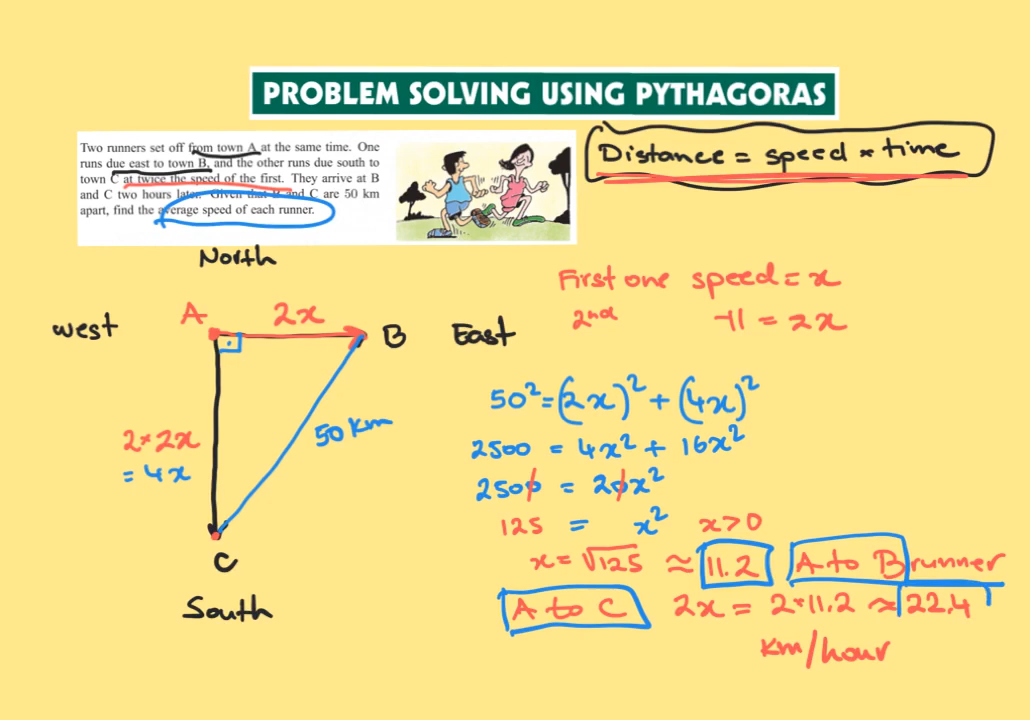 PROBLEM SOLVING USING PYTHAGORAS
Two runners set off from town A at the same time. One
runs due east to town B, and the other runs due south to
town C at twice the speed of the first. They arrive at B
and C two hours later. Given that B and C are 50 km
apart, find the average speed of each runner.
Distance = speed * time
North
First one speed = x
2nd -11 = 2x
A 2x B
west
East
50² = (2x)² + (4x)²
2500 = 4x² + 16x²
2500 = 20x²
125 = x² x>0
x = √125 ≈ 11.2 A to B runner
A to C 2x = 2*11.2 ≈ 22.4
km/hour
50 km
2*2x
= 4x
C
South